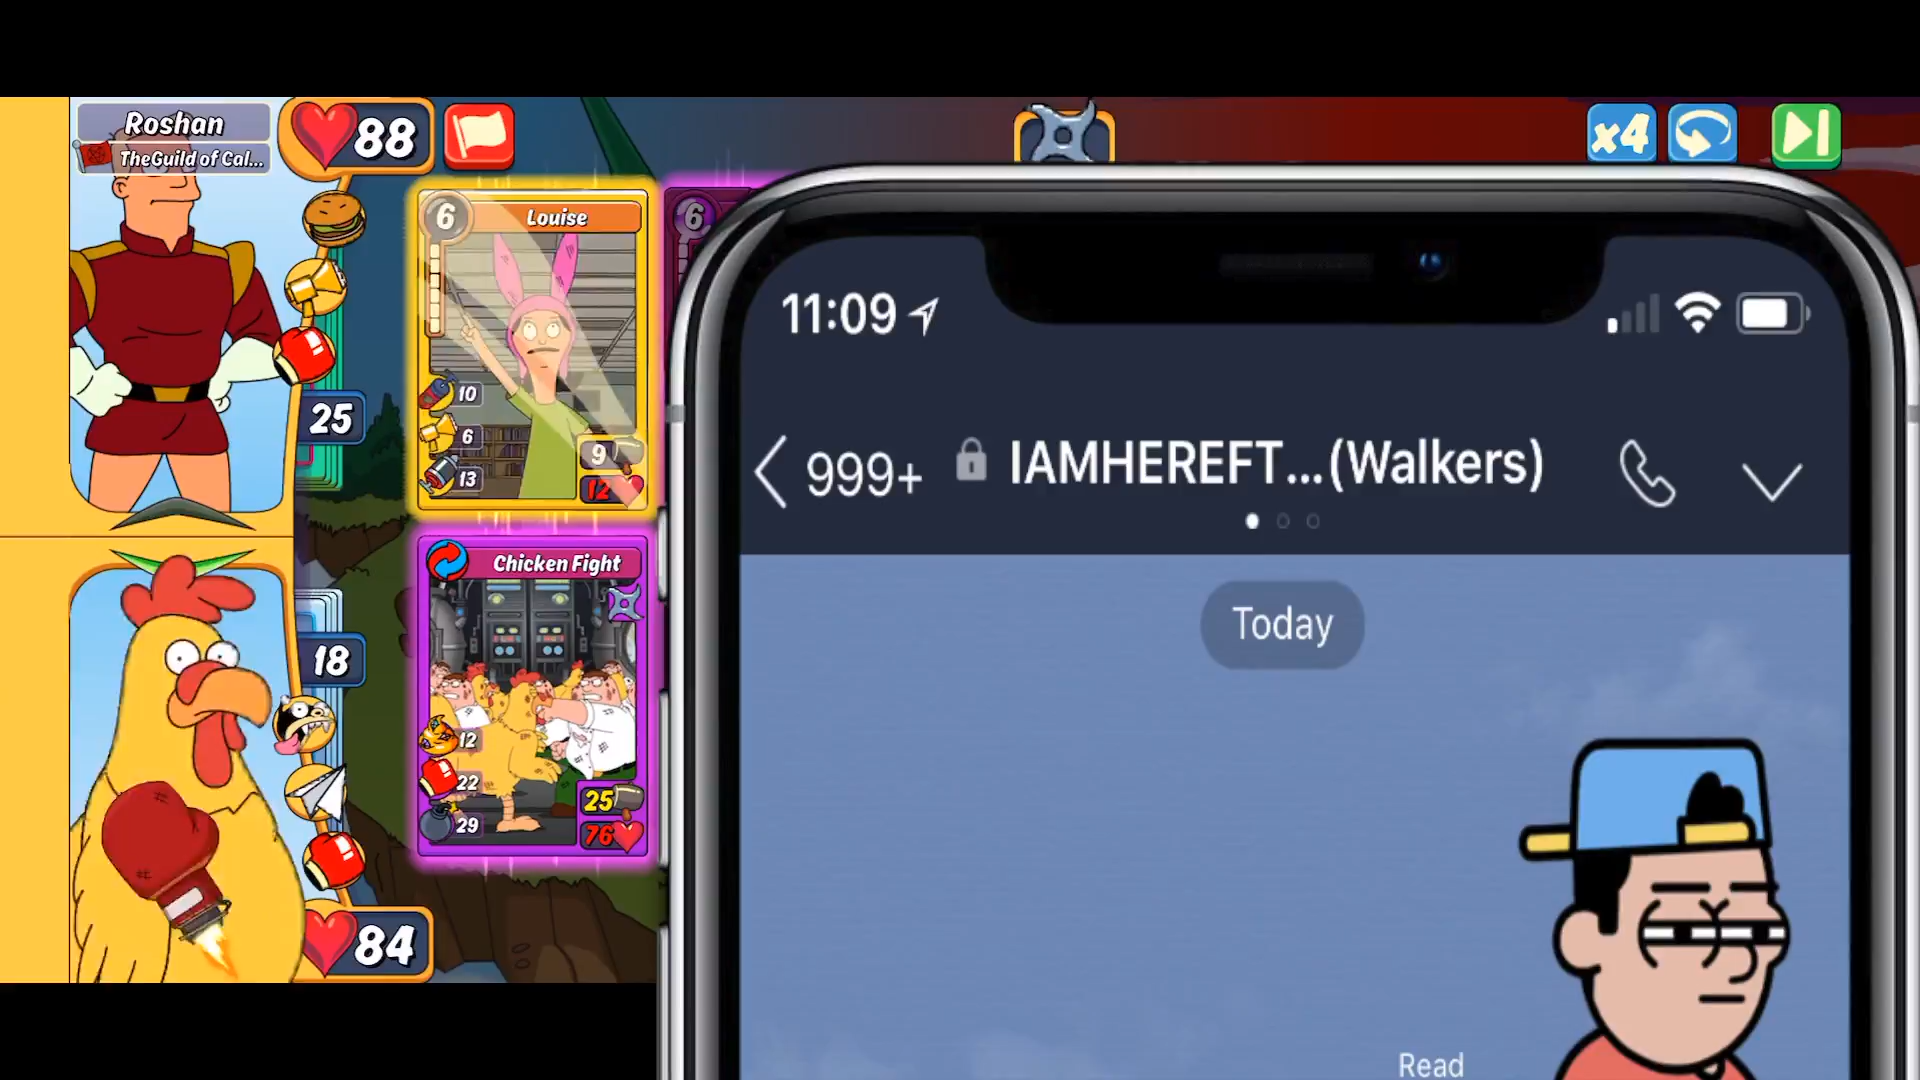 Roshan
TheGuild of Cal...
88
x4
6
Louise
6
10
6
13
9
12
25
18
Chicken Fight
12
22
29
25
76
84
11:09
999+
IAMHEREFT...(Walkers)
Today
Read